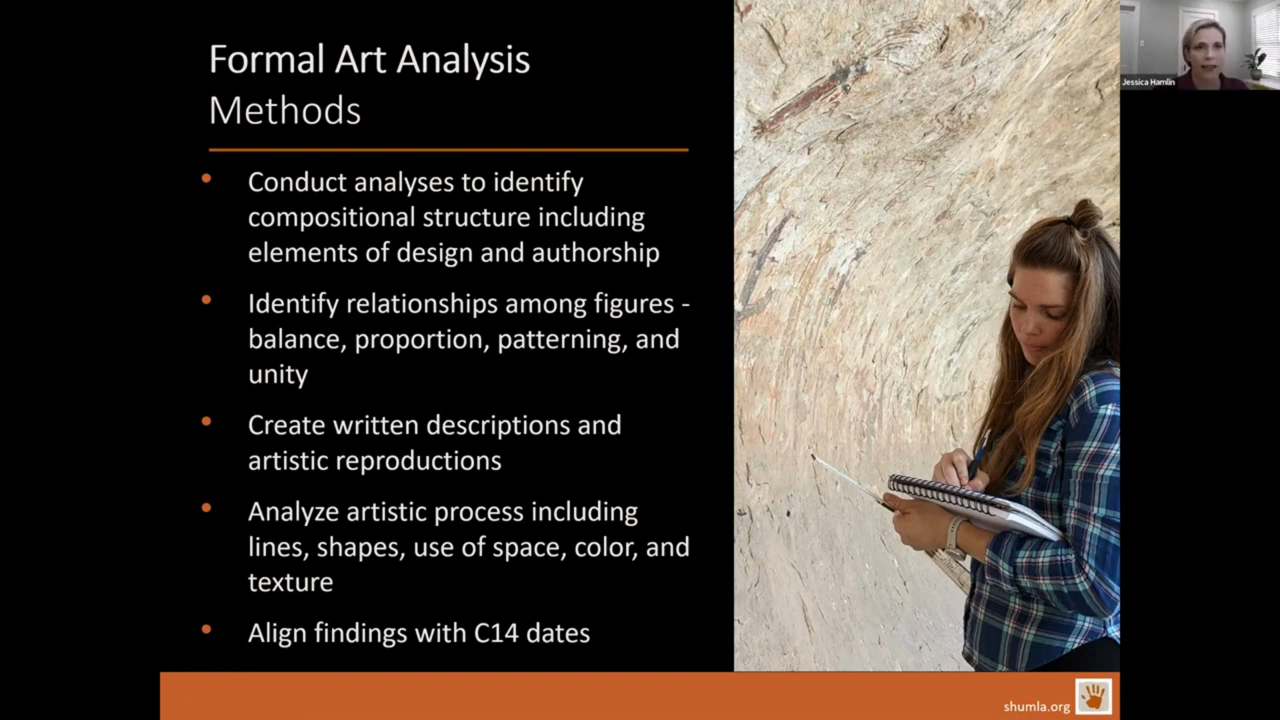 Formal Art Analysis
Methods
• Conduct analyses to identify
compositional structure including
elements of design and authorship
• Identify relationships among figures -
balance, proportion, patterning, and
unity
• Create written descriptions and
artistic reproductions
• Analyze artistic process including
lines, shapes, use of space, color, and
texture
• Align findings with C14 dates
Jessica Hamlin
shumla.org